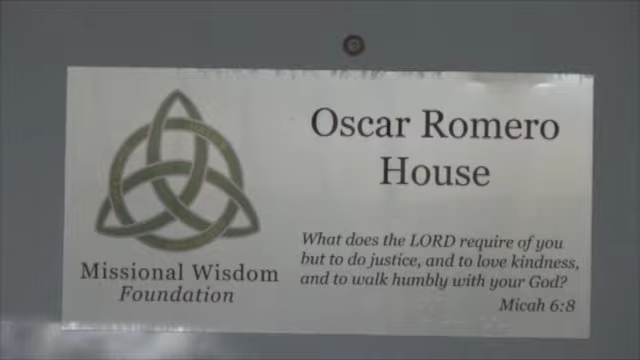 Oscar Romero
House
Missional Wisdom
Foundation
What does the LORD require of you
but to do justice, and to love kindness,
and to walk humbly with your God?
Micah 6:8